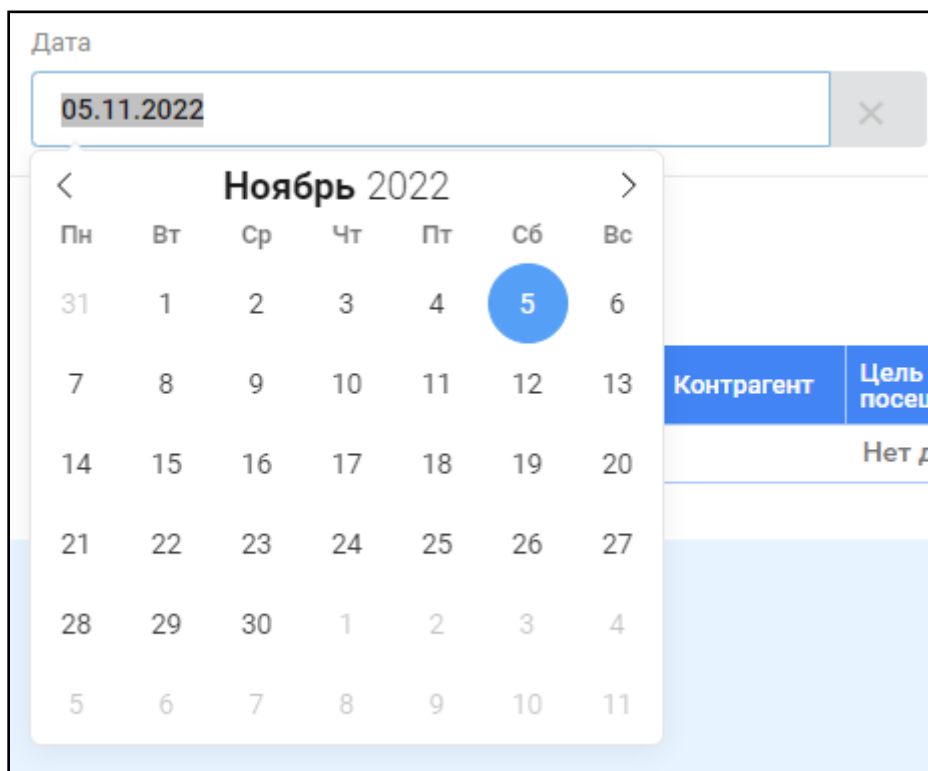 Дата
05.11.2022
Ноябрь 2022
Пн Вт Ср Чт Пт Сб Вс
31 1 2 3 4 5 6
7 8 9 10 11 12 13
14 15 16 17 18 19 20
21 22 23 24 25 26 27
28 29 30 1 2 3 4
5 6 7 8 9 10 11
Контрагент
Цель
Нет